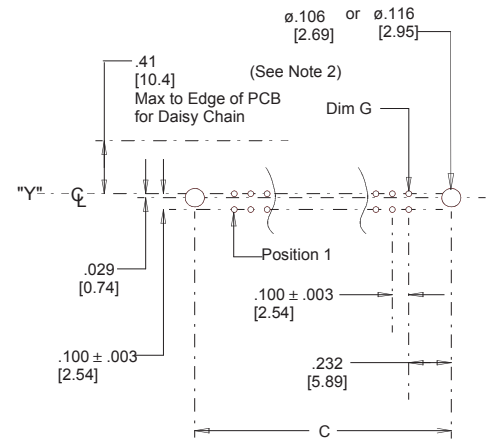 ø.106 or ø.116
[2.69] [2.95]
.41
[10.4]
Max to Edge of PCB
for Daisy Chain
(See Note 2)
Dim G
"Y" ℄
Position 1
.029
[0.74]
.100 ± .003
[2.54]
.100 ± .003
[2.54]
.232
[5.89]
C